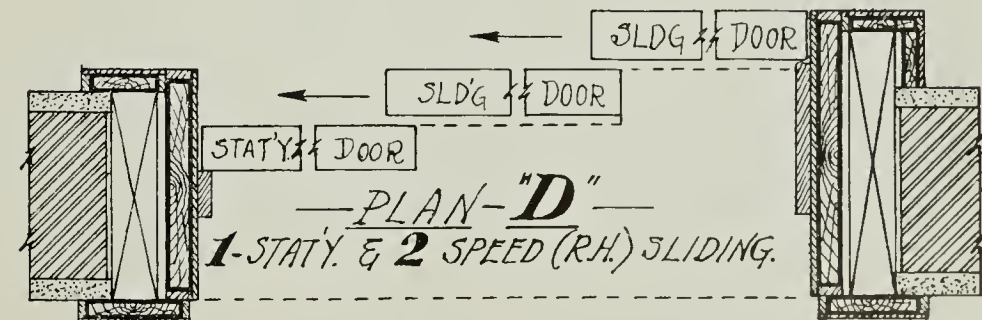 SLDG DOOR
SLD'G DOOR
STAT'Y. DOOR
—PLAN-"D"—
1-STAT'Y. & 2 SPEED (R.H.) SLIDING.